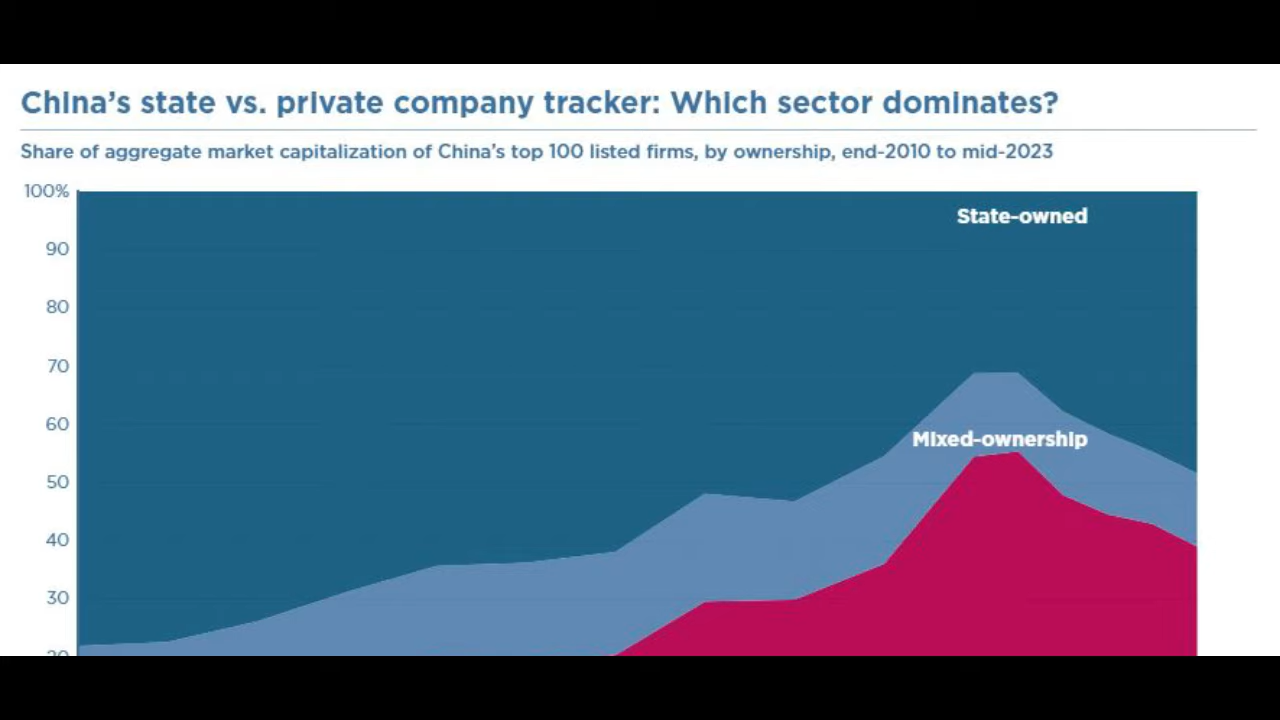 China's state vs. private company tracker: Which sector dominates?
Share of aggregate market capitalization of China's top 100 listed firms, by ownership, end-2010 to mid-2023
100%
State-owned
90
80
70
60
Mixed-ownership
50
40
30